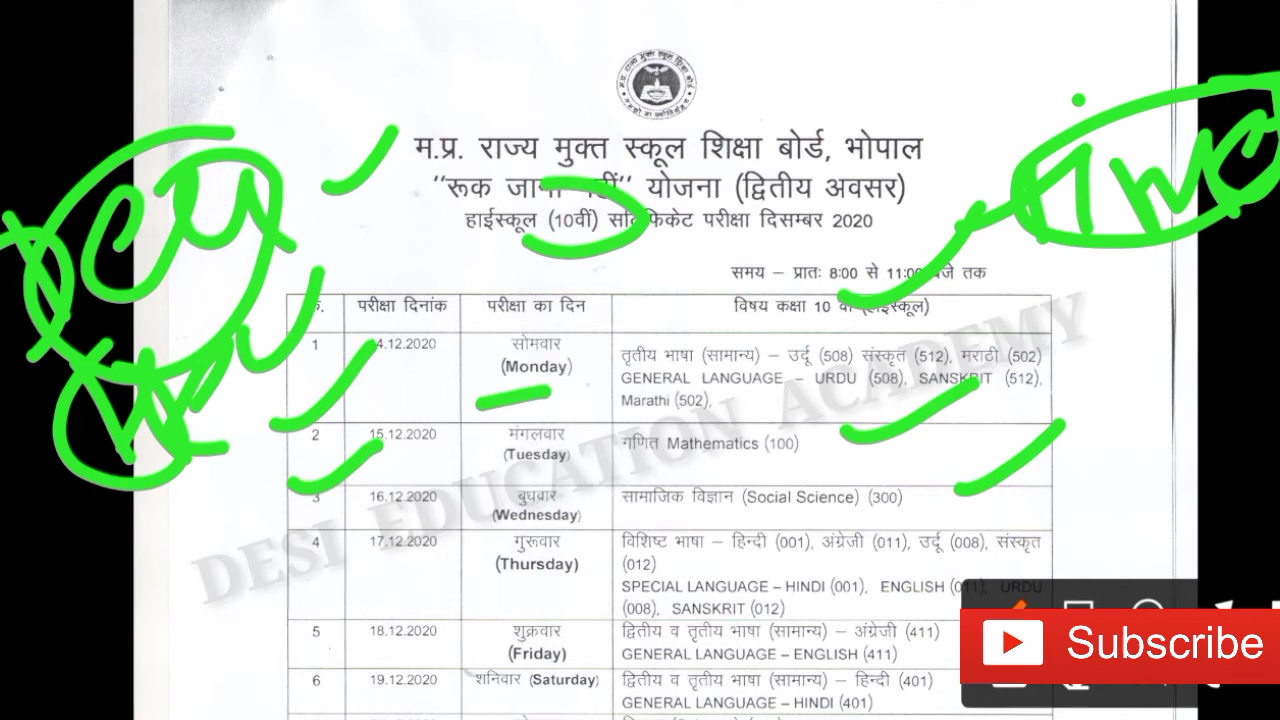 म.प्र. राज्य मुक्त स्कूल शिक्षा बोर्ड, भोपाल
"रूक जाना नहीं" योजना (द्वितीय अवसर)
हाईस्कूल (10वीं) सर्टिफिकेट परीक्षा दिसम्बर 2020
समय – प्रातः 8:00 से 11:00 बजे तक
क्र. परीक्षा दिनांक परीक्षा का दिन विषय कक्षा 10 वीं (हाईस्कूल)
1 14.12.2020 सोमवार (Monday) तृतीय भाषा (सामान्य) – उर्दू (508) संस्कृत (512), मराठी (502)
GENERAL LANGUAGE – URDU (508), SANSKRIT (512),
Marathi (502),
2 15.12.2020 मंगलवार (Tuesday) गणित Mathematics (100)
3 16.12.2020 बुधवार (Wednesday) सामाजिक विज्ञान (Social Science) (300)
4 17.12.2020 गुरूवार (Thursday) विशिष्ट भाषा – हिन्दी (001), अंग्रेजी (011), उर्दू (008), संस्कृत
(012)
SPECIAL LANGUAGE – HINDI (001), ENGLISH (011), URDU
(008), SANSKRIT (012)
5 18.12.2020 शुक्रवार (Friday) द्वितीय व तृतीय भाषा (सामान्य) – अंग्रेजी (411)
GENERAL LANGUAGE – ENGLISH (411)
6 19.12.2020 शनिवार (Saturday) द्वितीय व तृतीय भाषा (सामान्य) – हिन्दी (401)
GENERAL LANGUAGE – HINDI (401)
DESI EDUCATION ACADEMY
Subscribe